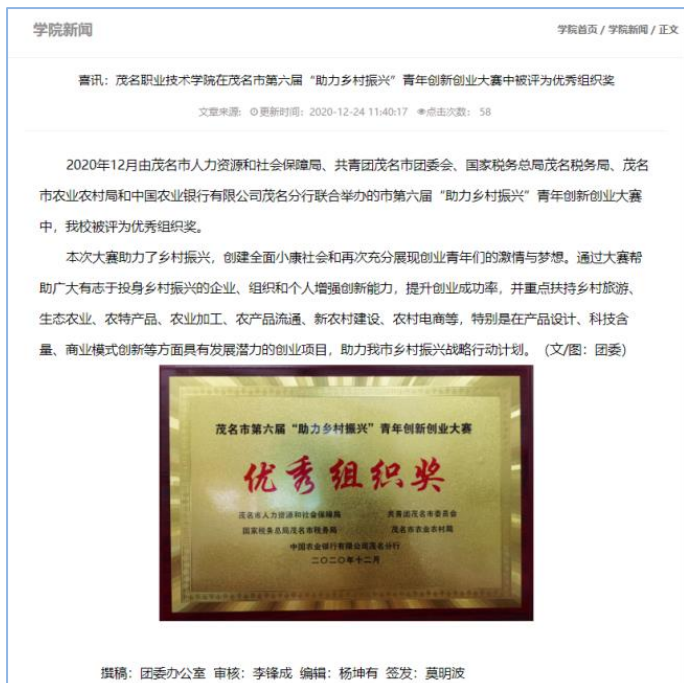 学院新闻
学院首页 / 学院新闻 / 正文
喜讯：茂名职业技术学院在茂名市第六届“助力乡村振兴”青年创新创业大赛中被评为优秀组织奖
文章来源： 更新时间：2020-12-24 11:40:17 点击次数： 58
2020年12月由茂名市人力资源和社会保障局、共青团茂名市团委会、国家税务总局茂名税务局、茂名
市农业农村局和中国农业银行有限公司茂名分行联合举办的市第六届“助力乡村振兴”青年创新创业大赛
中，我校被评为优秀组织奖。
本次大赛助力了乡村振兴，创建全面小康社会和再次充分展现创业青年们的激情与梦想。通过大赛帮
助广大有志于投身乡村振兴的企业、组织和个人增强创新能力，提升创业成功率，并重点扶持乡村旅游、
生态农业、农特产品、农业加工、农产品流通、新农村建设、农村电商等，特别是在产品设计、科技含
量、商业模式创新等方面具有发展潜力的创业项目，助力我市乡村振兴战略行动计划。（文/图：团委）
茂名市第六届“助力乡村振兴”青年创新创业大赛
优秀组织奖
茂名市人力资源和社会保障局 共青团茂名市委员会
国家税务总局茂名市税务局 茂名市农业农村局
中国农业银行有限公司茂名分行
二〇二〇年十二月
撰稿：团委办公室 审核：李锋成 编辑：杨坤有 签发：莫明波